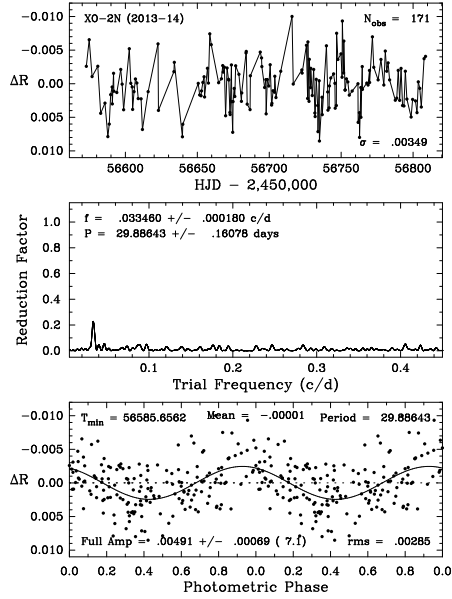 XO-2N (2013-14)
N_obs = 171
-0.010
-0.005
0.00
0.005
0.010
ΔR
σ = .00349
56600
56650
56700
56750
56800
HJD - 2,450,000
f = .033460 +/- .000180 c/d
P = 29.88643 +/- .16078 days
1.0
0.8
0.6
0.4
0.2
0.0
Reduction Factor
0.1
0.2
0.3
0.4
Trial Frequency (c/d)
T_min = 56585.6562
Mean = -.00001
Period = 29.88643
-0.010
-0.005
0.00
0.005
0.010
ΔR
Full Amp = .00491 +/- .00069 ( 7.1)
rms = .00285
0.0 0.2 0.4 0.6 0.8 0.0 0.2 0.4 0.6 0.8 0.0
Photometric Phase